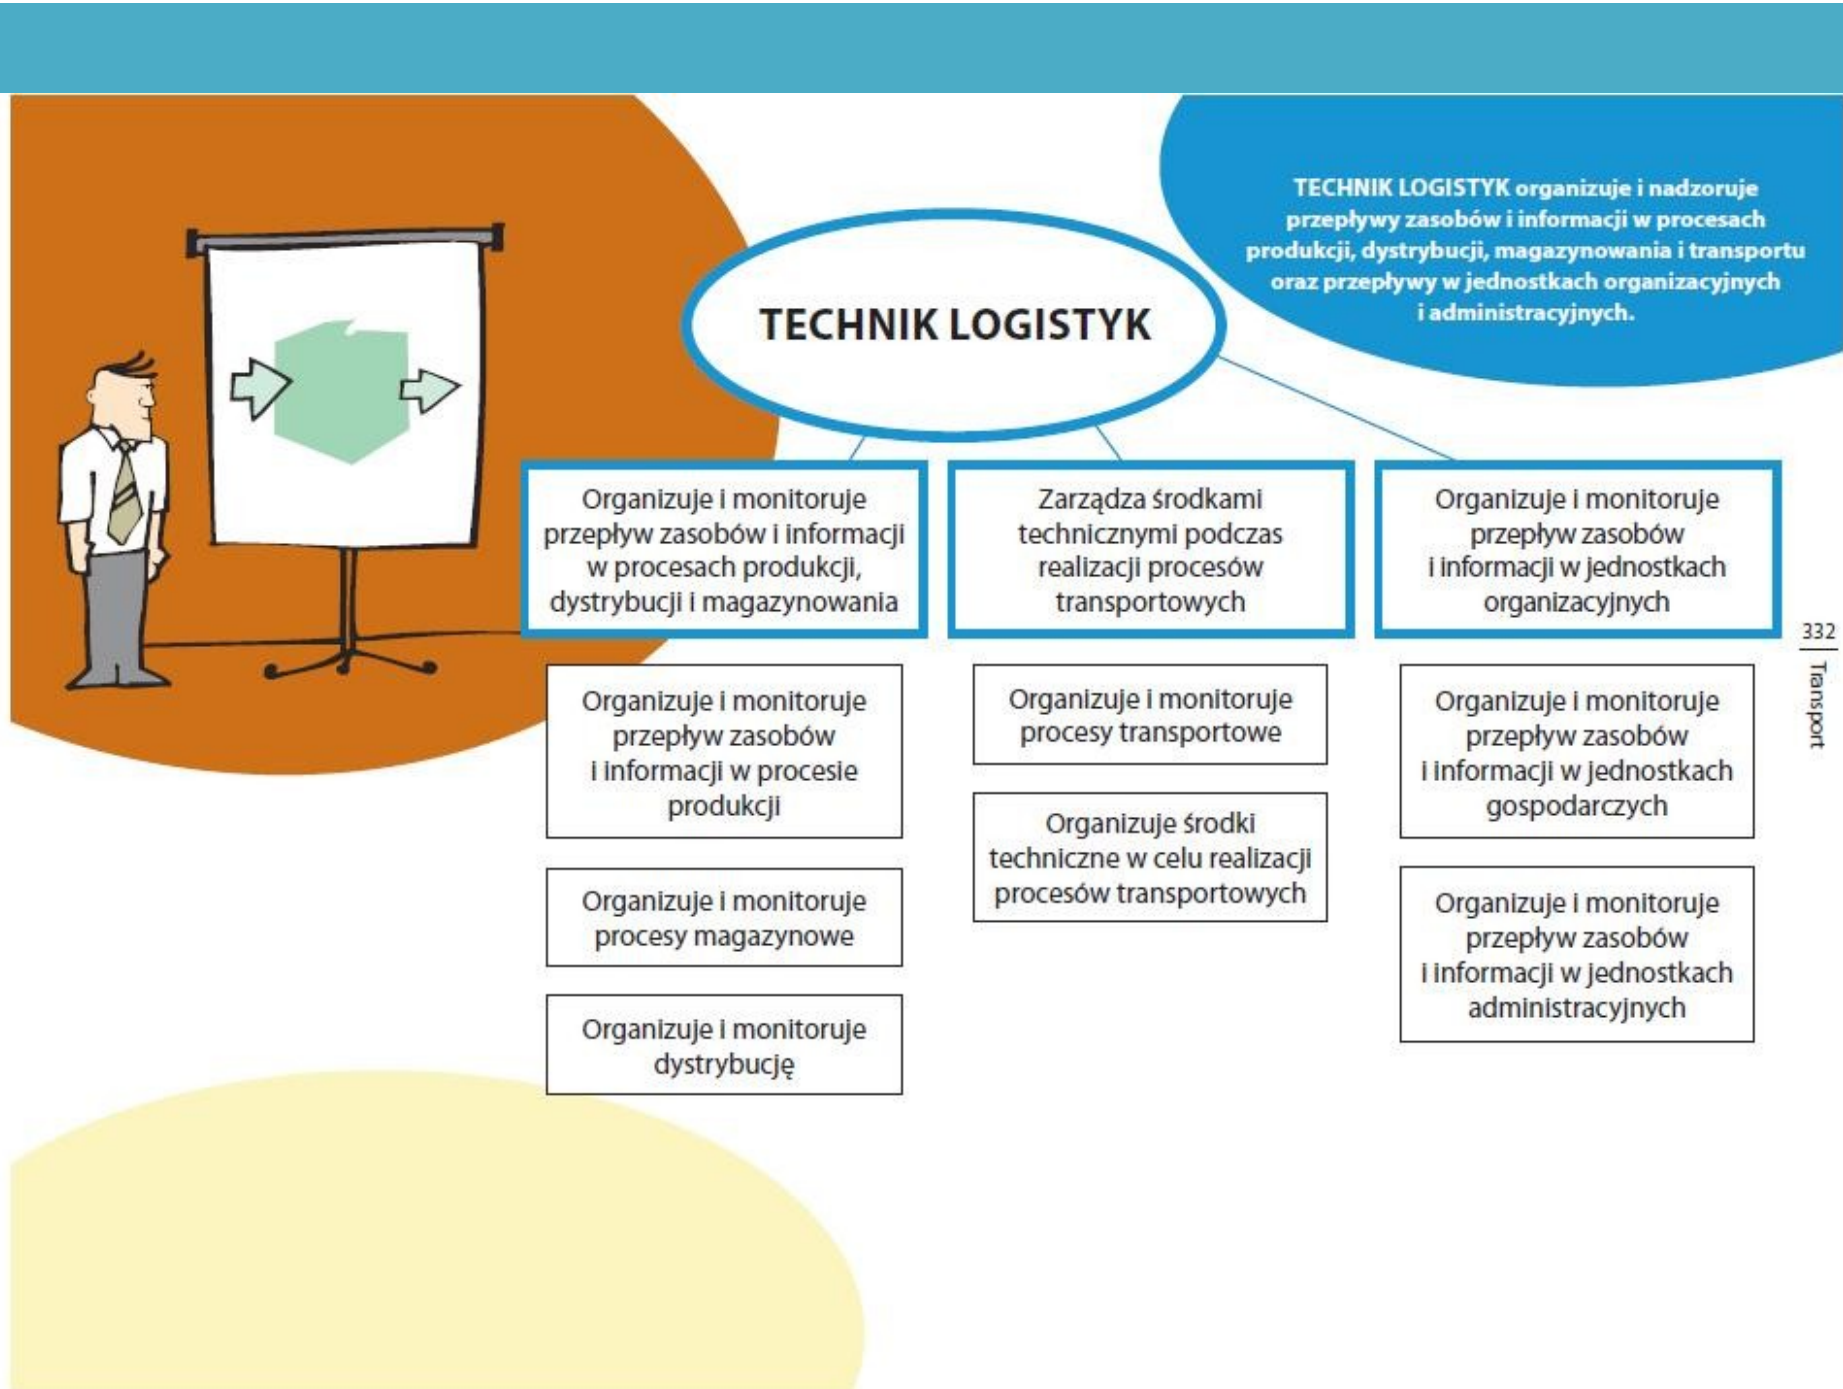 TECHNIK LOGISTYK organizuje i nadzoruje
przepływy zasobów i informacji w procesach
produkcji, dystrybucji, magazynowania i transportu
oraz przepływy w jednostkach organizacyjnych
i administracyjnych.
TECHNIK LOGISTYK
Organizuje i monitoruje
przepływ zasobów i informacji
w procesach produkcji,
dystrybucji i magazynowania
Organizuje i monitoruje
przepływ zasobów
i informacji w procesie
produkcji
Organizuje i monitoruje
procesy magazynowe
Organizuje i monitoruje
dystrybucję
Zarządza środkami
technicznymi podczas
realizacji procesów
transportowych
Organizuje i monitoruje
procesy transportowe
Organizuje środki
techniczne w celu realizacji
procesów transportowych
Organizuje i monitoruje
przepływ zasobów
i informacji w jednostkach
organizacyjnych
Organizuje i monitoruje
przepływ zasobów
i informacji w jednostkach
gospodarczych
Organizuje i monitoruje
przepływ zasobów
i informacji w jednostkach
administracyjnych
332
Transport